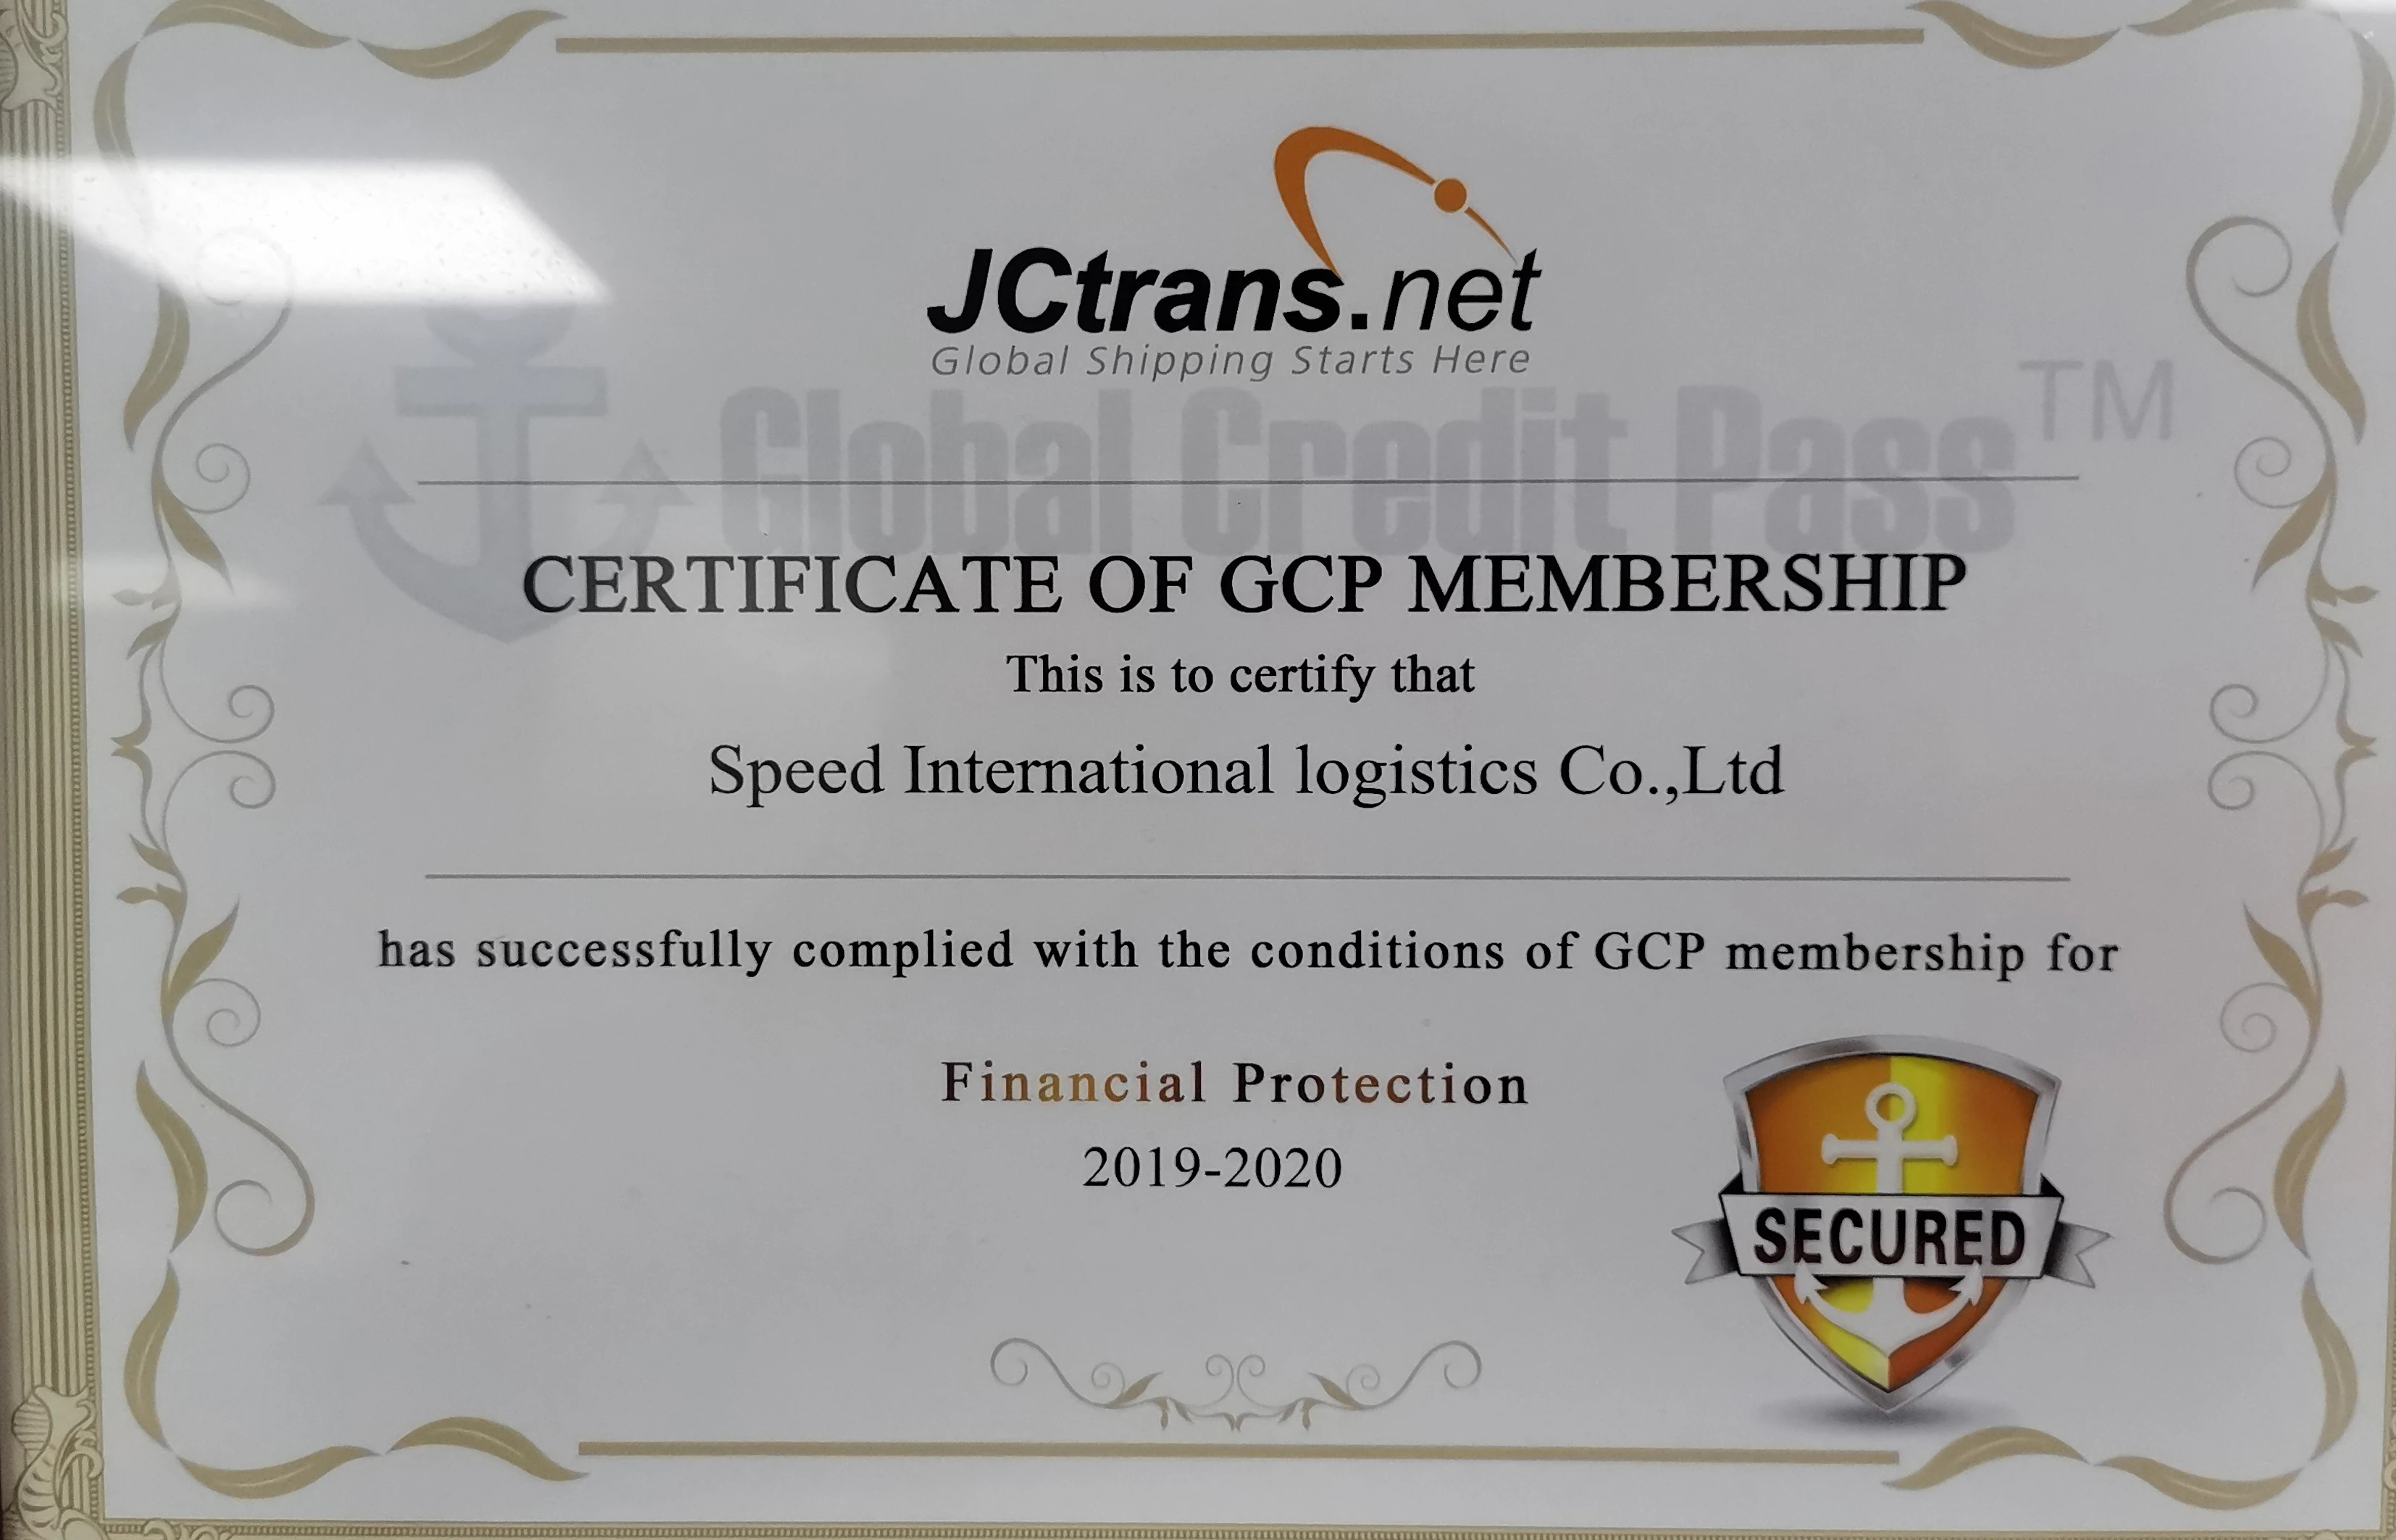 JCtrans.net
Global Shipping Starts Here
Global Credit Pass™
CERTIFICATE OF GCP MEMBERSHIP
This is to certify that
Speed International logistics Co.,Ltd
has successfully complied with the conditions of GCP membership for
Financial Protection
2019-2020
SECURED